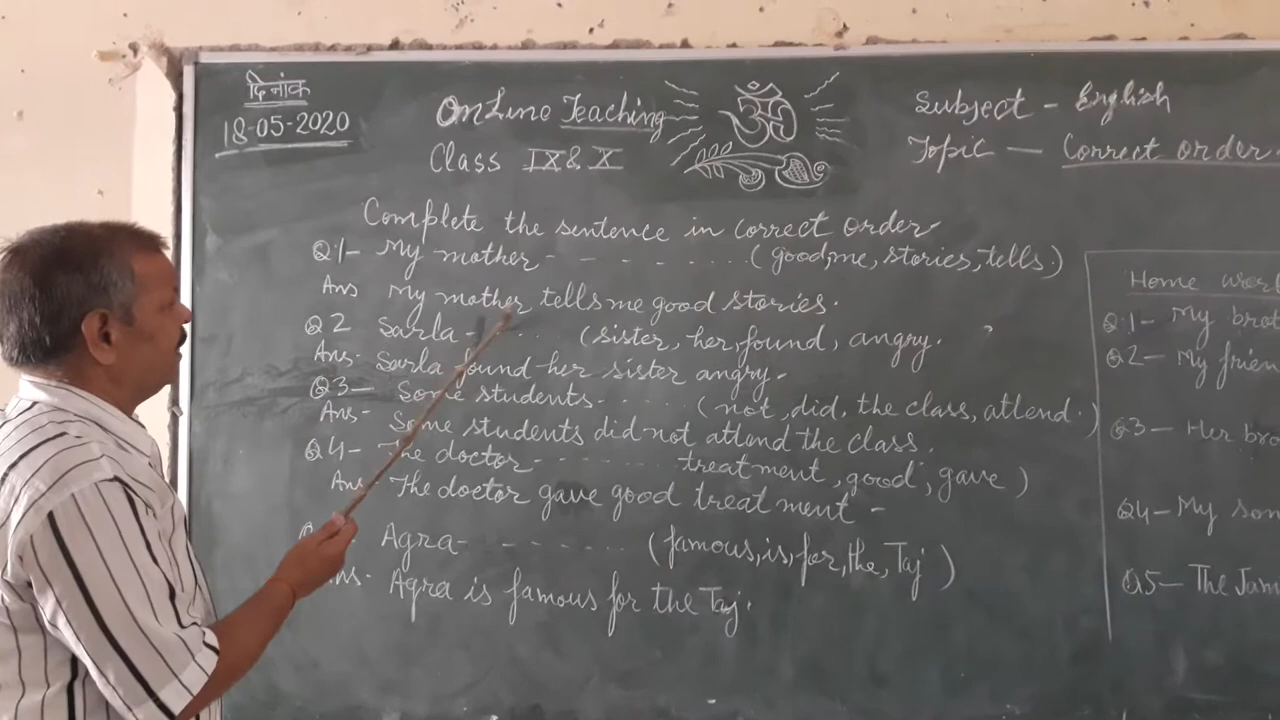 दिनांक
18-05-2020
OnLine Teaching
Class IX & X
ॐ
Subject - English
Topic - Correct order
Complete the sentence in correct order
Q.1- My mother - - - - - ...... (good, me, stories, tells)
Ans My mother tells me good stories.
Q2 Sarla - ..... (sister, her, found, angry.
Ans- Sarla found her sister angry-
Q3- Some students...... (not, did, the class, attend.)
Ans- Some students did not attend the class.
Q4- The doctor - - - ...... treatment, good, gave)
Ans The doctor gave good treatment -
Agra - - - - - - - (famous, is, for, the, Taj)
Ans- Agra is famous for the Taj.
Home
Q.1- My
Q2- My
Q3- Her
Q4- My
Q5- The